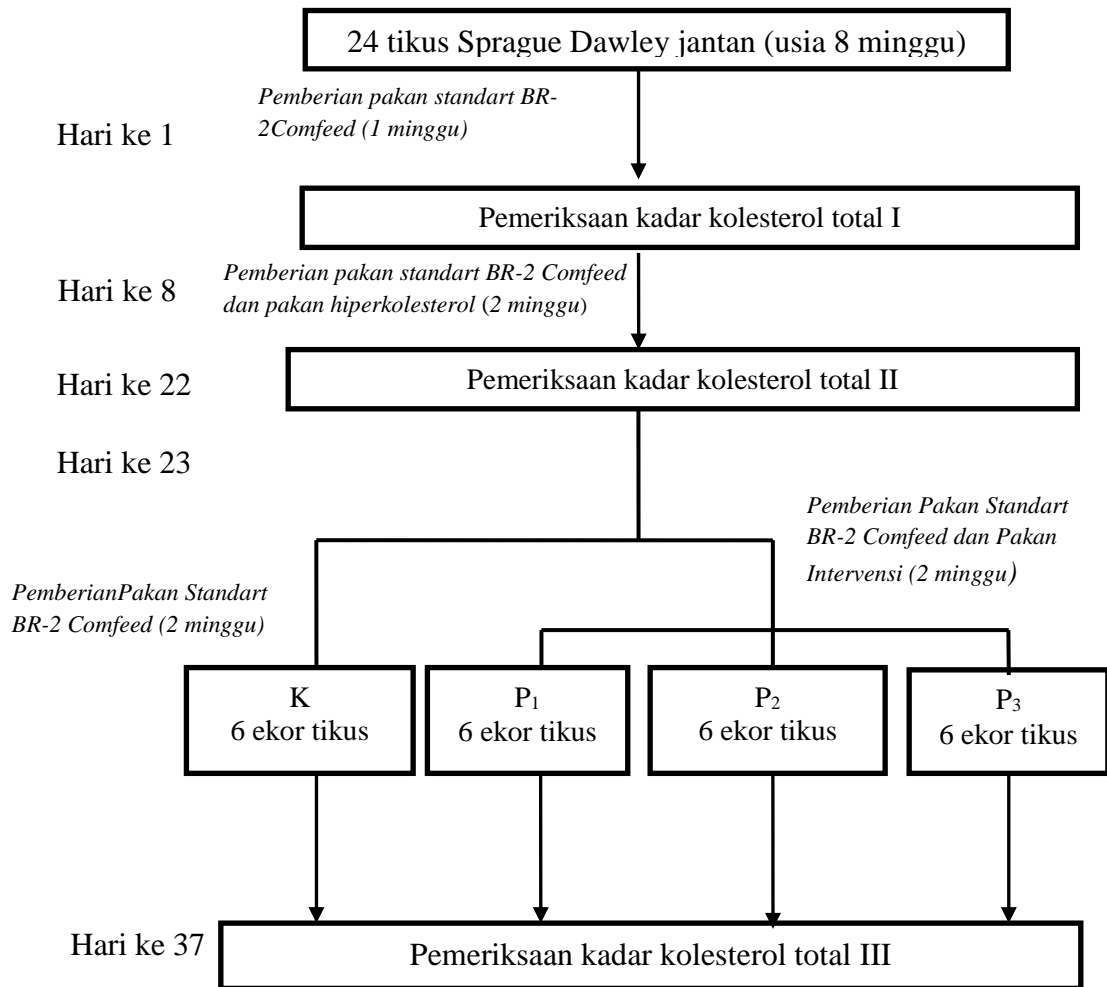 24 tikus Sprague Dawley jantan (usia 8 minggu)
Pemberian pakan standart BR-
2Comfeed (1 minggu)
Hari ke 1
Pemeriksaan kadar kolesterol total I
Pemberian pakan standart BR-2 Comfeed
dan pakan hiperkolesterol (2 minggu)
Hari ke 8
Pemeriksaan kadar kolesterol total II
Hari ke 22
Hari ke 23
Pemberian Pakan Standart
BR-2 Comfeed dan Pakan
Intervensi (2 minggu)
PemberianPakan Standart
BR-2 Comfeed (2 minggu)
K
6 ekor tikus
P1
6 ekor tikus
P2
6 ekor tikus
P3
6 ekor tikus
Hari ke 37
Pemeriksaan kadar kolesterol total III